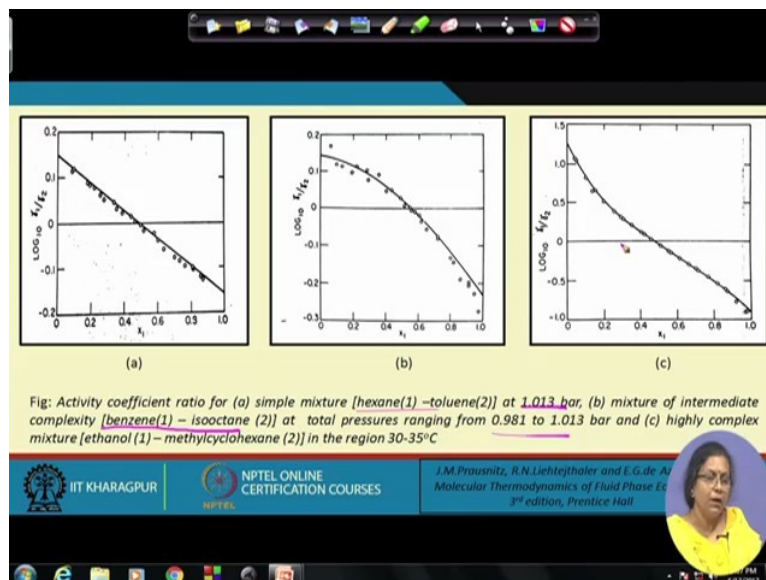 0.2
0.1
0
-0.1
-0.2
LOG₁₀ γ₁/γ₂
0 0.2 0.4 0.6 0.8 1.0
x₁
(a)
0.2
0.1
0
-0.1
-0.2
-0.3
LOG₁₀ γ₁/γ₂
0 0.2 0.4 0.6 0.8 1.0
x₁
(b)
1.5
1.0
0.5
0
-0.5
-1.0
LOG₁₀ γ₁/γ₂
0 0.2 0.4 0.6 0.8 1.0
x₁
(c)
Fig: Activity coefficient ratio for (a) simple mixture [hexane(1) –toluene(2)] at 1.013 bar, (b) mixture of intermediate
complexity [benzene(1) – isooctane (2)] at total pressures ranging from 0.981 to 1.013 bar and (c) highly complex
mixture [ethanol (1) – methylcyclohexane (2)] in the region 30-35°C
IIT KHARAGPUR
NPTEL
NPTEL ONLINE
CERTIFICATION COURSES
J.M.Prausnitz, R.N.Liehtejthaler and E.G.de
Molecular Thermodynamics of Fluid Phase
3rd edition, Prentice Hall
PM